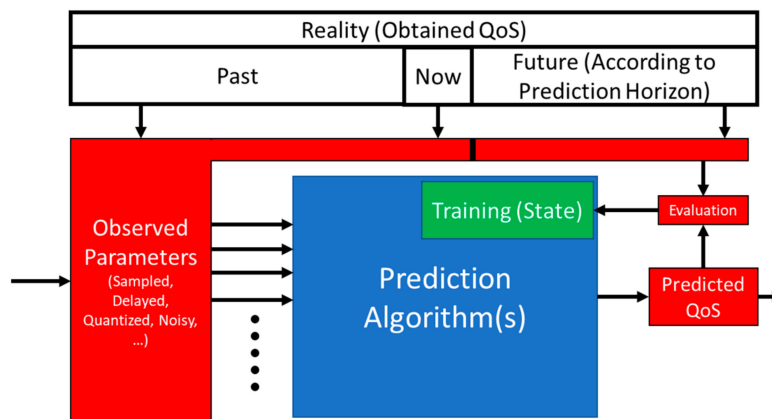 Reality (Obtained QoS)
Past
Now
Future (According to
Prediction Horizon)
Observed
Parameters
(Sampled,
Delayed,
Quantized, Noisy,
...)
Training (State)
Evaluation
Prediction
Algorithm(s)
Predicted
QoS